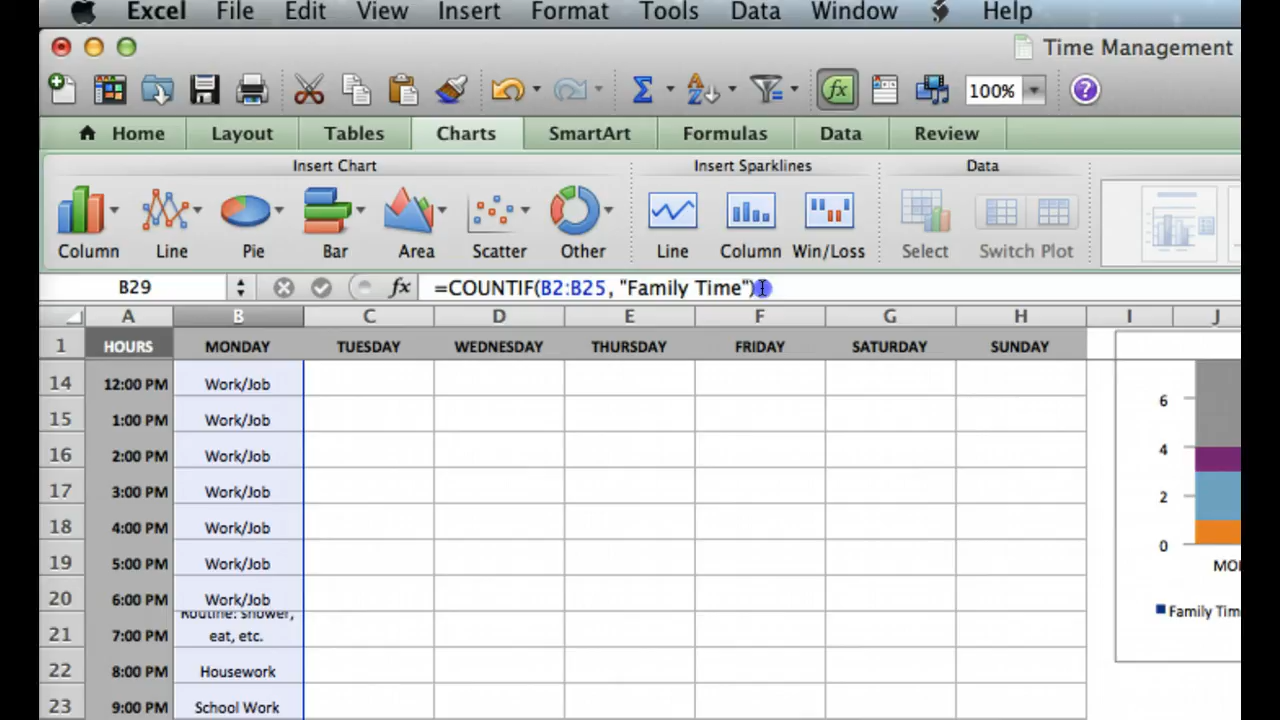 Excel File Edit View Insert Format Tools Data Window Help
Time Management
100% ?
Home Layout Tables Charts SmartArt Formulas Data Review
Insert Chart Insert Sparklines Data
Column Line Pie Bar Area Scatter Other Line Column Win/Loss Select Switch Plot
B29 fx =COUNTIF(B2:B25, "Family Time")
A B C D E F G H I J
1 HOURS MONDAY TUESDAY WEDNESDAY THURSDAY FRIDAY SATURDAY SUNDAY
14 12:00 PM Work/Job
15 1:00 PM Work/Job
16 2:00 PM Work/Job
17 3:00 PM Work/Job
18 4:00 PM Work/Job
19 5:00 PM Work/Job
20 6:00 PM Work/Job
Routine: shower,
21 7:00 PM eat, etc.
22 8:00 PM Housework
23 9:00 PM School Work
6
4
2
0
MO
Family Tim